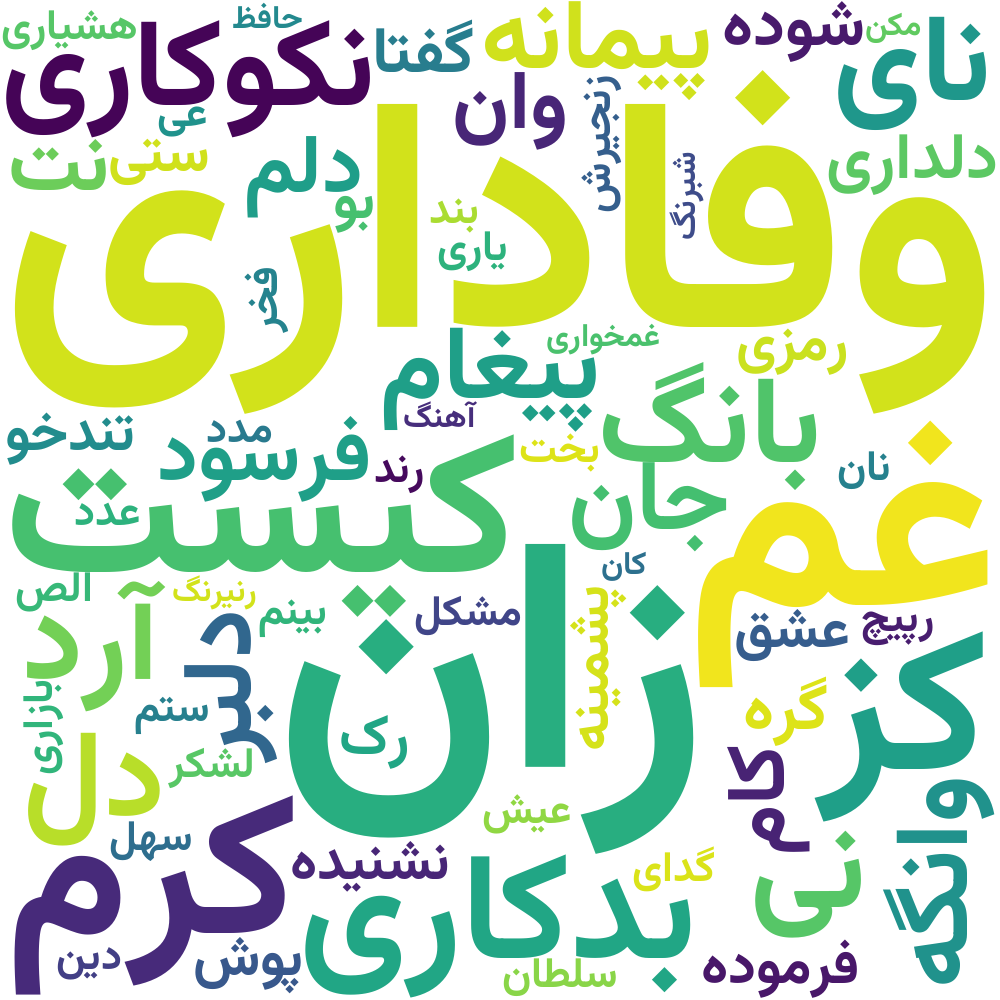 هشیاری
حافظ
نکوکاری
گفتا
پیمانه
شوده
مکن
نای
عی
وان
زنجیرش
نت
ستی
دلم
بو
بند
یاری
شبرنگ
دلداری
وفاداری
فخر
پیغام
غمخواری
رمزی
آهنگ
بانگ
تندخو
مدد
فرسود
رند
بخت
جان
نان
غم
کیست
عدد
کان
الص
آرد
رنیرنگ
بینم
مشکل
زان
پشمینه
عشق
رپیچ
دلبر
ستم
بازاری
رک
گره
کز
دل
لشکر
کام
وانگه
عیش
نی
سهل
کرم
نشنیده
بدکاری
گدای
دین
پوش
سلطان
فرموده